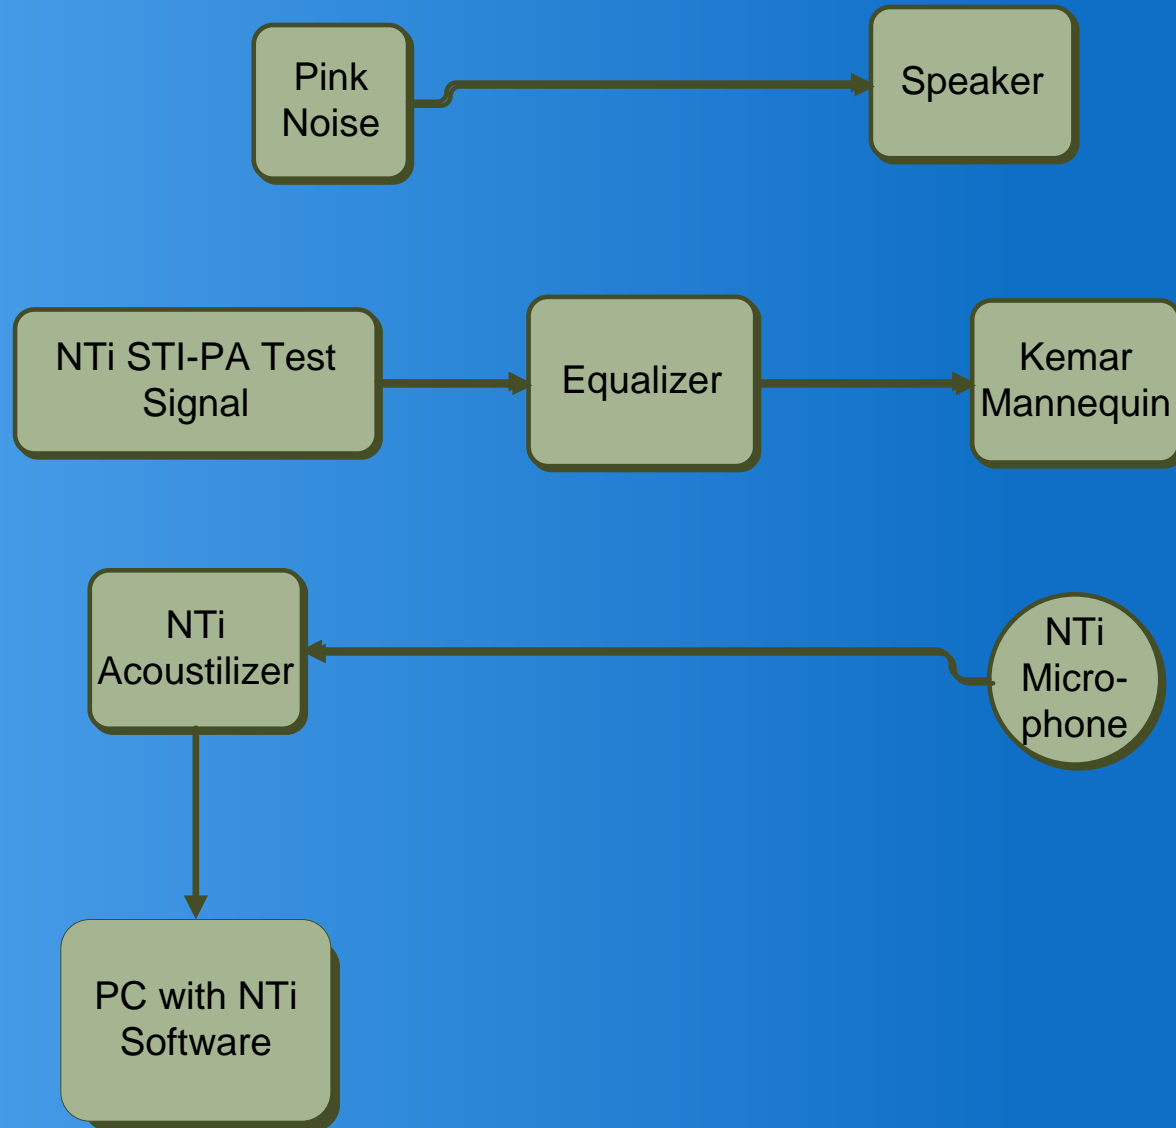 Pink
Noise
Speaker
NTi STI-PA Test
Signal
Equalizer
Kemar
Mannequin
NTi
Acoustilizer
NTi
Micro-
phone
PC with NTi
Software